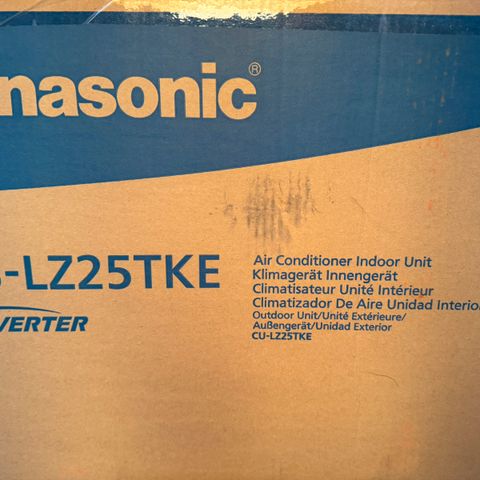 nasonic®
-LZ25TKE
VERTER
Air Conditioner Indoor Unit
Klimagerät Innengerät
Climatisateur Unité Intérieur
Climatizador De Aire Unidad Interior
Outdoor Unit/Unité Extérieure/
Außengerät/Unidad Exterior
CU-LZ25TKE